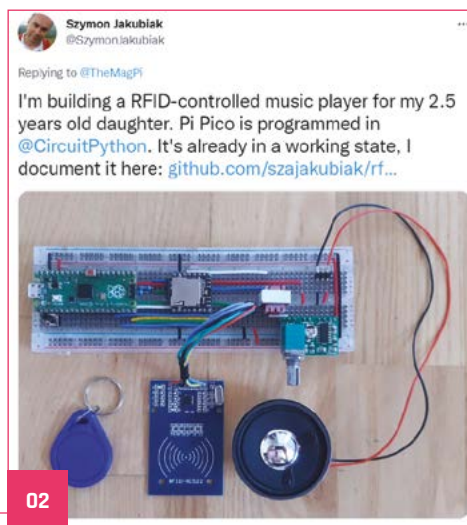 Szymon Jakubiak
@SzymonJakubiak
Replying to @TheMagPi
I'm building a RFID-controlled music player for my 2.5
years old daughter. Pi Pico is programmed in
@CircuitPython. It's already in a working state, I
document it here: github.com/szajakubiak/rf...
RFID-RC522
02